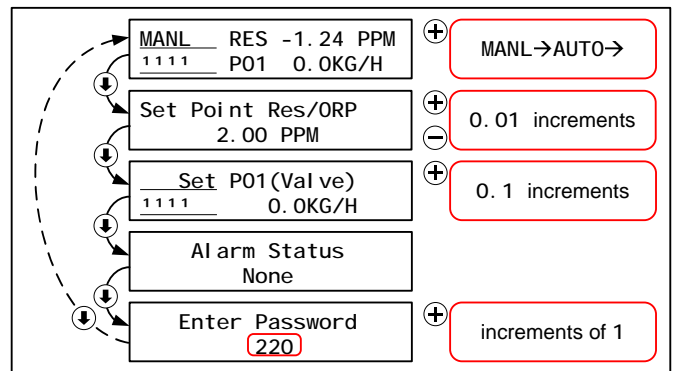 MANL RES -1.24 PPM
1111 P01 0.0KG/H
MANL→AUTO→
Set Point Res/ORP
2.00 PPM
0.01 increments
Set P01(Valve)
1111 0.0KG/H
0.1 increments
Alarm Status
None
Enter Password
220
increments of 1